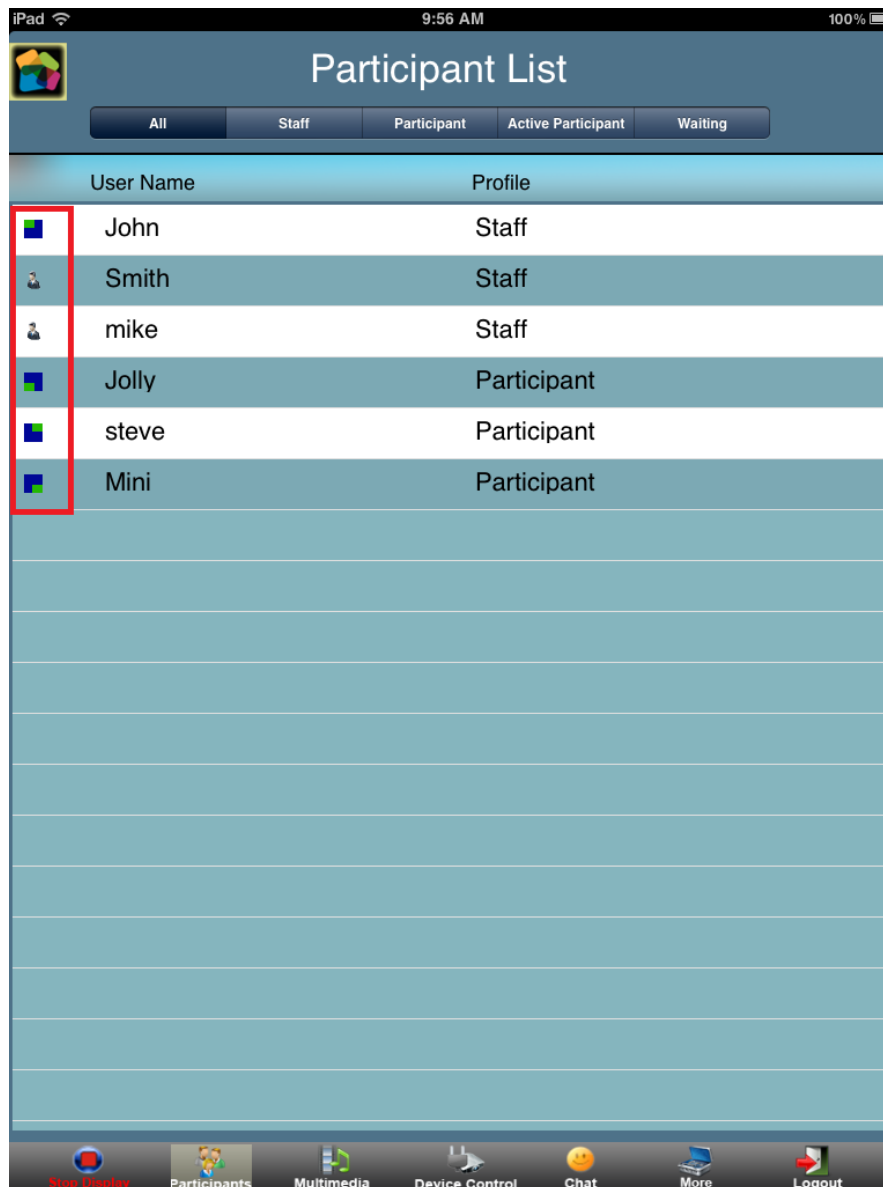 iPad 9:56 AM 100%
Participant List
All Staff Participant Active Participant Waiting
User Name Profile
John Staff
Smith Staff
mike Staff
Jolly Participant
steve Participant
Mini Participant
Stop Display Participants Multimedia Device Control Chat More Logout